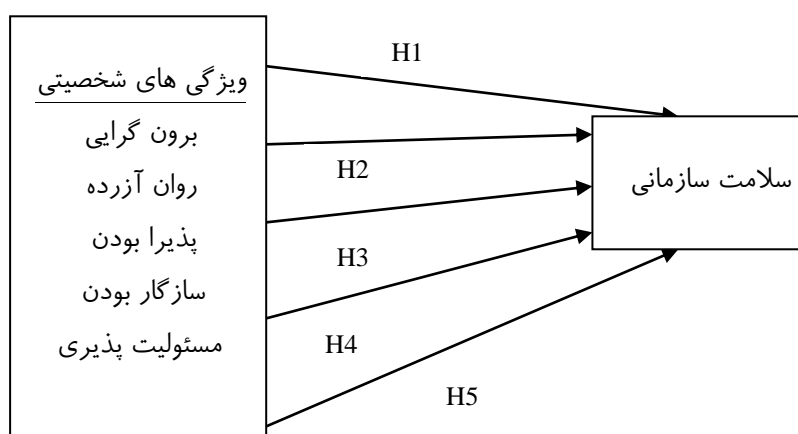 ویژگی های شخصیتی
برون گرایی
روان آزرده
پذیرا بودن
سازگار بودن
مسئولیت پذیری
H1
H2
H3
H4
H5
سلامت سازمانی